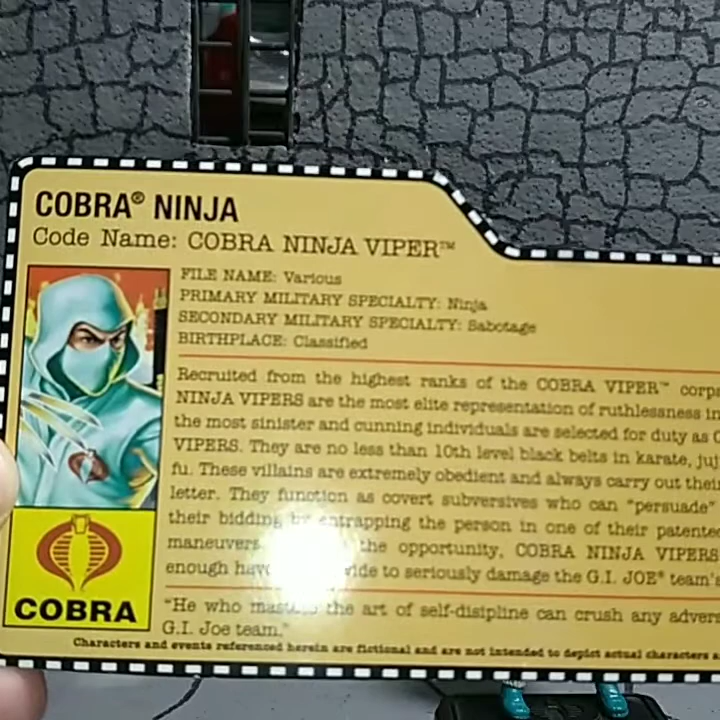 COBRA® NINJA
Code Name: COBRA NINJA VIPER™
FILE NAME: Various
PRIMARY MILITARY SPECIALTY: Ninja
SECONDARY MILITARY SPECIALTY: Sabotage
BIRTHPLACE: Classified
Recruited from the highest ranks of the COBRA VIPER™ corps
NINJA VIPERS are the most elite representation of ruthlessness in
the most sinister and cunning individuals are selected for duty as
VIPERS. They are no less than 10th level black belts in karate,
fu. These villains are extremely obedient and always carry out their
letter. They function as covert subversives who can "persuade"
their bidding by entrapping the person in one of their patented
maneuvers the opportunity, COBRA NINJA VIPERS
enough to seriously damage the G.I. JOE® team's
"He who the art of self-disipline can crush any
G.I. Joe team."
Characters and events referenced herein are fictional and are not intended to depict actual characters
COBRA